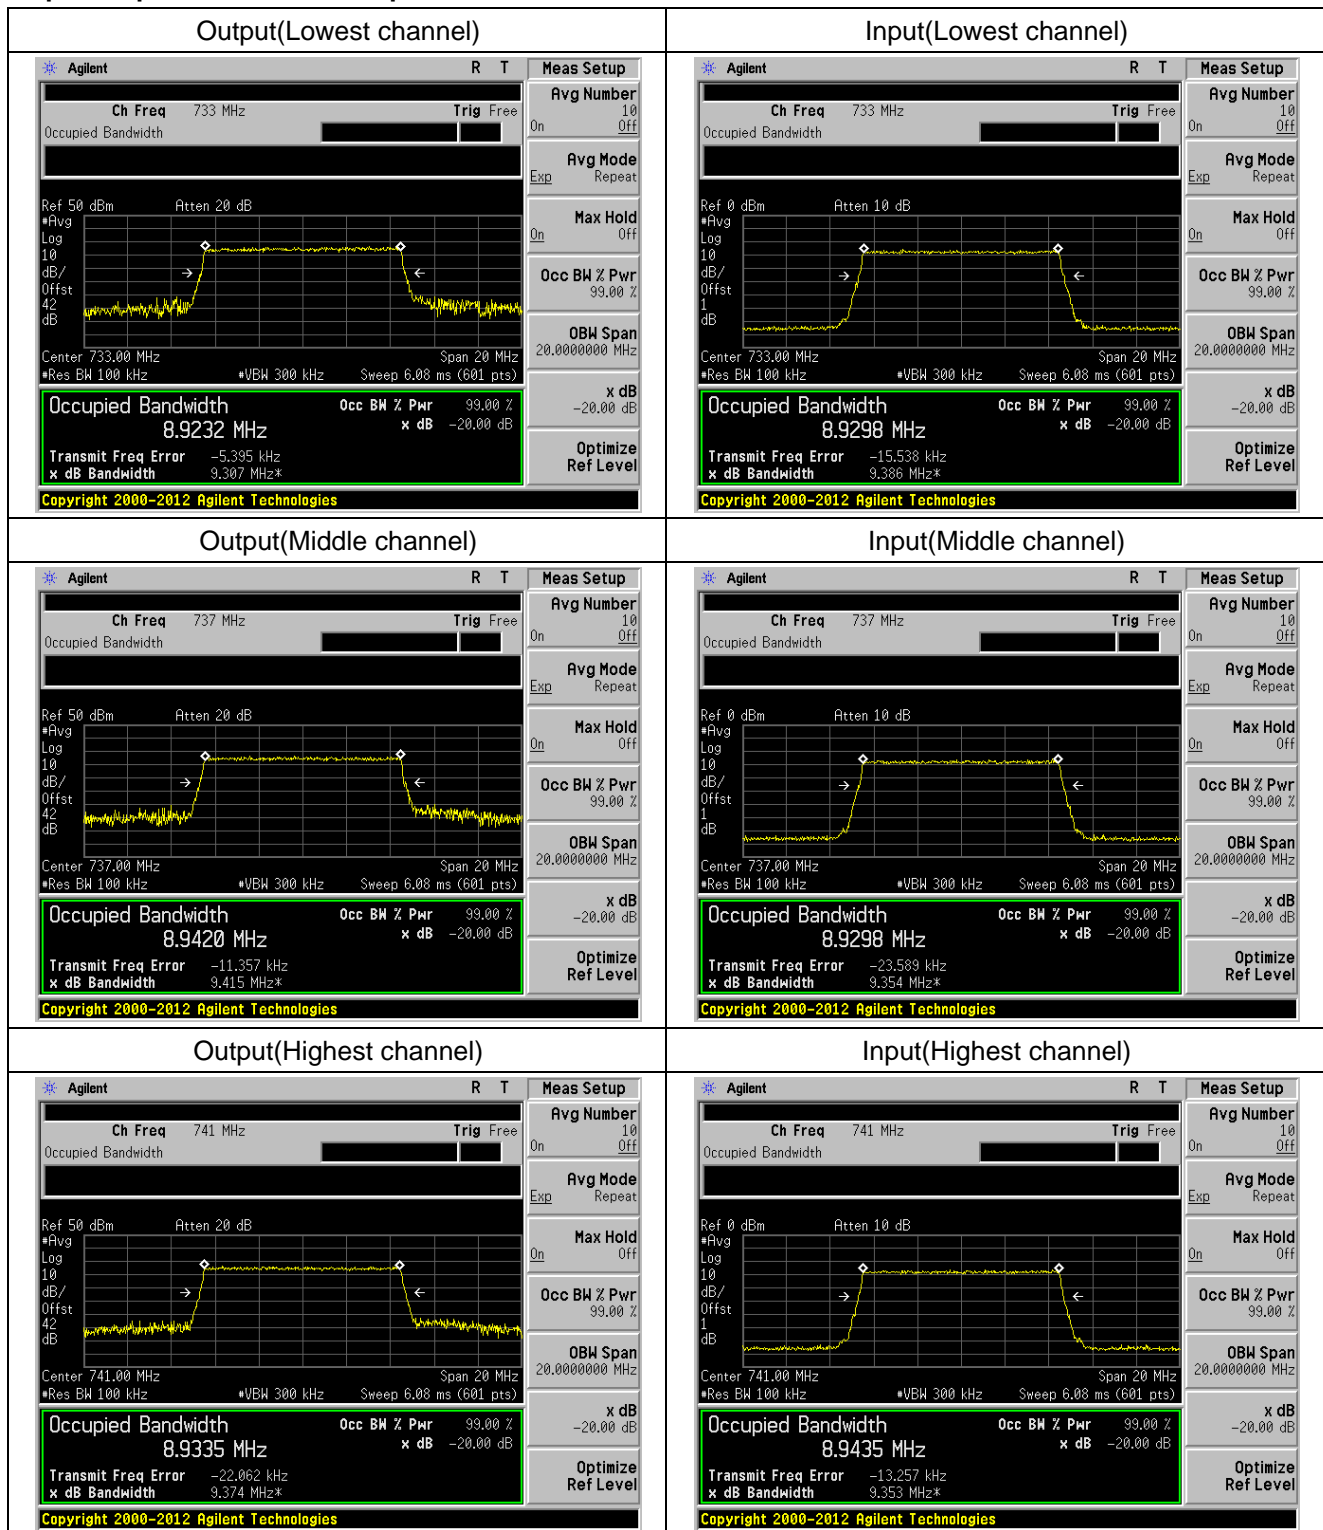 Output(Lowest channel)
Input(Lowest channel)
Agilent R T Meas Setup
Ch Freq 733 MHz Trig Free
Occupied Bandwidth
Avg Number
10
On Off
Avg Mode
Exp Repeat
Ref 50 dBm Atten 20 dB
#Avg
Log
10
dB/
Offst
42
dB
Max Hold
On Off
Occ BW % Pwr
99.00 %
OBW Span
20.0000000 MHz
Center 733.00 MHz Span 20 MHz
#Res BW 100 kHz #VBW 300 kHz Sweep 6.08 ms (601 pts)
x dB
-20.00 dB
Occupied Bandwidth Occ BW % Pwr 99.00 %
8.9232 MHz x dB -20.00 dB
Transmit Freq Error -5.395 kHz
x dB Bandwidth 9.307 MHz*
Optimize
Ref Level
Copyright 2000-2012 Agilent Technologies
Agilent R T Meas Setup
Ch Freq 733 MHz Trig Free
Occupied Bandwidth
Avg Number
10
On Off
Avg Mode
Exp Repeat
Ref 0 dBm Atten 10 dB
#Avg
Log
10
dB/
Offst
1
dB
Max Hold
On Off
Occ BW % Pwr
99.00 %
OBW Span
20.0000000 MHz
Center 733.00 MHz Span 20 MHz
#Res BW 100 kHz #VBW 300 kHz Sweep 6.08 ms (601 pts)
x dB
-20.00 dB
Occupied Bandwidth Occ BW % Pwr 99.00 %
8.9298 MHz x dB -20.00 dB
Transmit Freq Error -15.538 kHz
x dB Bandwidth 9.386 MHz*
Optimize
Ref Level
Copyright 2000-2012 Agilent Technologies
Output(Middle channel)
Input(Middle channel)
Agilent R T Meas Setup
Ch Freq 737 MHz Trig Free
Occupied Bandwidth
Avg Number
10
On Off
Avg Mode
Exp Repeat
Ref 50 dBm Atten 20 dB
#Avg
Log
10
dB/
Offst
42
dB
Max Hold
On Off
Occ BW % Pwr
99.00 %
OBW Span
20.0000000 MHz
Center 737.00 MHz Span 20 MHz
#Res BW 100 kHz #VBW 300 kHz Sweep 6.08 ms (601 pts)
x dB
-20.00 dB
Occupied Bandwidth Occ BW % Pwr 99.00 %
8.9420 MHz x dB -20.00 dB
Transmit Freq Error -11.357 kHz
x dB Bandwidth 9.415 MHz*
Optimize
Ref Level
Copyright 2000-2012 Agilent Technologies
Agilent R T Meas Setup
Ch Freq 737 MHz Trig Free
Occupied Bandwidth
Avg Number
10
On Off
Avg Mode
Exp Repeat
Ref 0 dBm Atten 10 dB
#Avg
Log
10
dB/
Offst
1
dB
Max Hold
On Off
Occ BW % Pwr
99.00 %
OBW Span
20.0000000 MHz
Center 737.00 MHz Span 20 MHz
#Res BW 100 kHz #VBW 300 kHz Sweep 6.08 ms (601 pts)
x dB
-20.00 dB
Occupied Bandwidth Occ BW % Pwr 99.00 %
8.9298 MHz x dB -20.00 dB
Transmit Freq Error -23.589 kHz
x dB Bandwidth 9.354 MHz*
Optimize
Ref Level
Copyright 2000-2012 Agilent Technologies
Output(Highest channel)
Input(Highest channel)
Agilent R T Meas Setup
Ch Freq 741 MHz Trig Free
Occupied Bandwidth
Avg Number
10
On Off
Avg Mode
Exp Repeat
Ref 50 dBm Atten 20 dB
#Avg
Log
10
dB/
Offst
42
dB
Max Hold
On Off
Occ BW % Pwr
99.00 %
OBW Span
20.0000000 MHz
Center 741.00 MHz Span 20 MHz
#Res BW 100 kHz #VBW 300 kHz Sweep 6.08 ms (601 pts)
x dB
-20.00 dB
Occupied Bandwidth Occ BW % Pwr 99.00 %
8.9335 MHz x dB -20.00 dB
Transmit Freq Error -22.062 kHz
x dB Bandwidth 9.374 MHz*
Optimize
Ref Level
Copyright 2000-2012 Agilent Technologies
Agilent R T Meas Setup
Ch Freq 741 MHz Trig Free
Occupied Bandwidth
Avg Number
10
On Off
Avg Mode
Exp Repeat
Ref 0 dBm Atten 10 dB
#Avg
Log
10
dB/
Offst
1
dB
Max Hold
On Off
Occ BW % Pwr
99.00 %
OBW Span
20.0000000 MHz
Center 741.00 MHz Span 20 MHz
#Res BW 100 kHz #VBW 300 kHz Sweep 6.08 ms (601 pts)
x dB
-20.00 dB
Occupied Bandwidth Occ BW % Pwr 99.00 %
8.9435 MHz x dB -20.00 dB
Transmit Freq Error -13.257 kHz
x dB Bandwidth 9.353 MHz*
Optimize
Ref Level
Copyright 2000-2012 Agilent Technologies